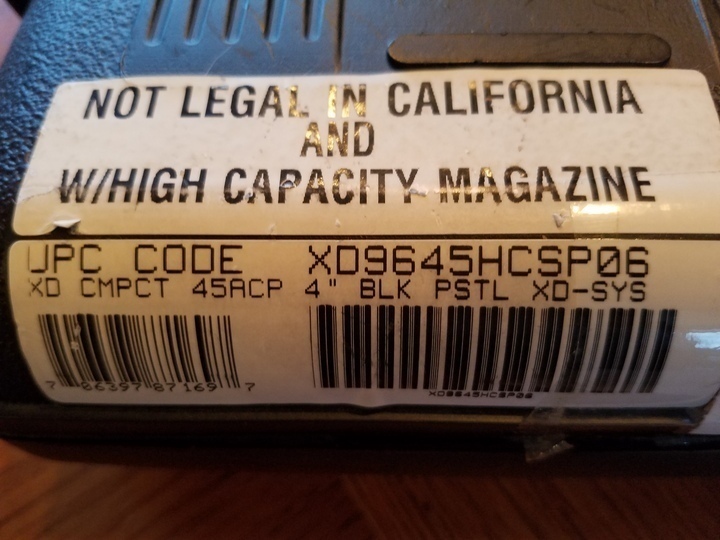 NOT LEGAL IN CALIFORNIA
AND
W/HIGH CAPACITY MAGAZINE
UPC CODE XD9645HCSP06
XD CMPCT 45ACP 4" BLK PSTL XD-SYS
7 06397 87169 7
XD9645HCSP06